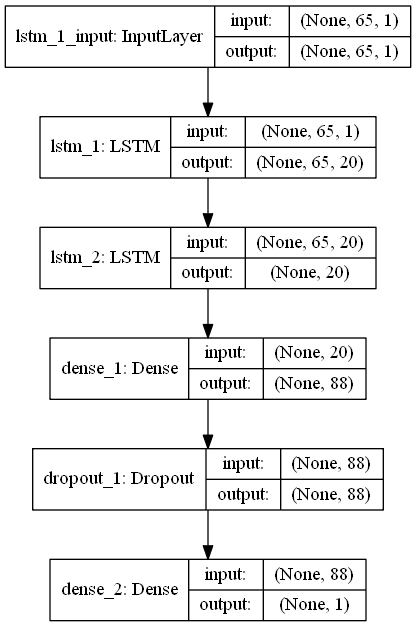 lstm_1_input: InputLayer input: (None, 65, 1)
output: (None, 65, 1)
lstm_1: LSTM input: (None, 65, 1)
output: (None, 65, 20)
lstm_2: LSTM input: (None, 65, 20)
output: (None, 20)
dense_1: Dense input: (None, 20)
output: (None, 88)
dropout_1: Dropout input: (None, 88)
output: (None, 88)
dense_2: Dense input: (None, 88)
output: (None, 1)